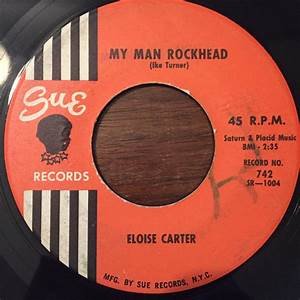 MY MAN ROCKHEAD
(Ike Turner)
Sue
RECORDS
45 R.P.M.
Saturn & Placid Music
BMI - 2:35
RECORD NO.
742
SR-1004
ELOISE CARTER
MFG. BY SUE RECORDS, N.Y.C.